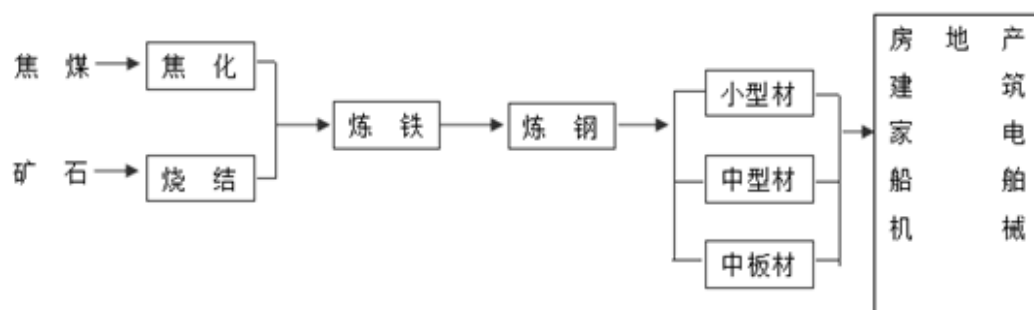 焦煤
焦化
矿石
烧结
炼铁
炼钢
小型材
中型材
中板材
房地产
建筑
家电
船舶
机械